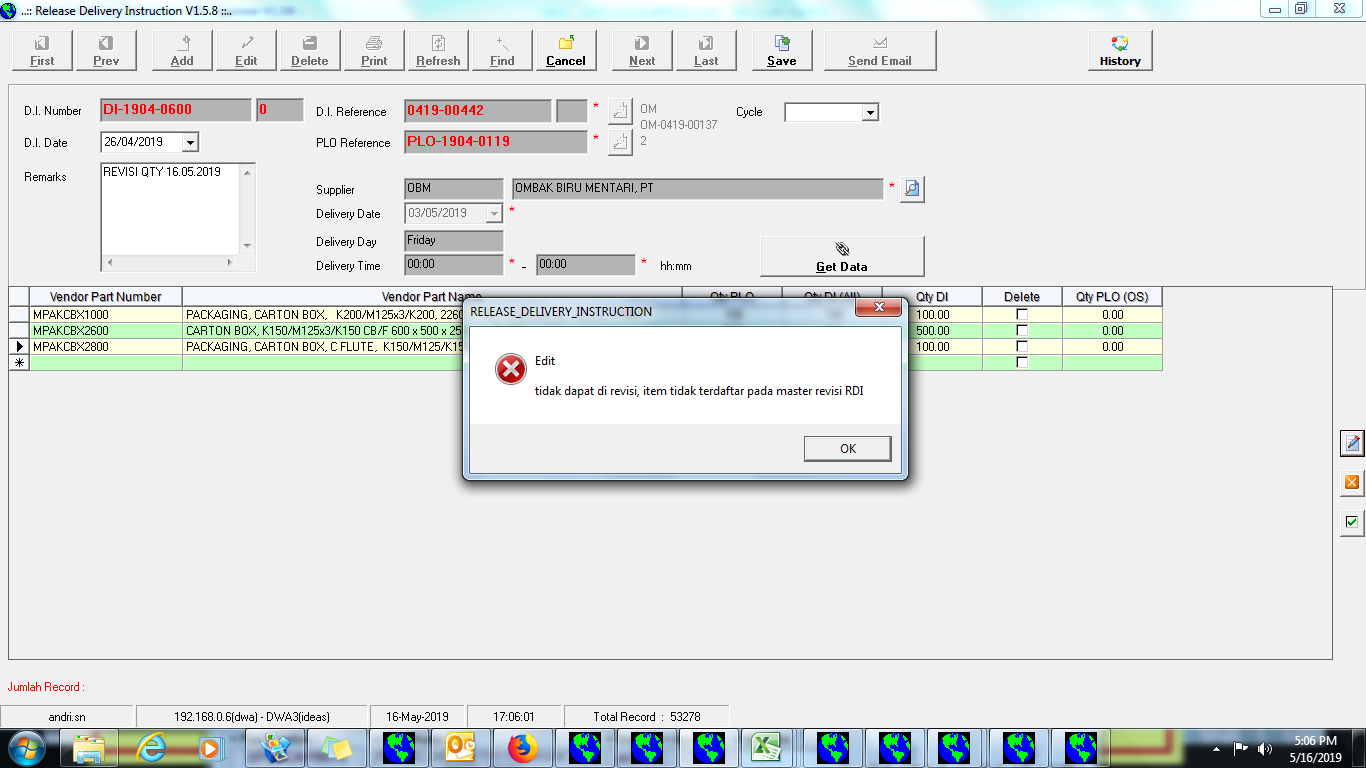 ..:: Release Delivery Instruction V1.5.8 ::..
First Prev Add Edit Delete Print Refresh Find Cancel Next Last Save Send Email History
D.I. Number DI-1904-0600 0 D.I. Reference 0419-00442 * OM Cycle
OM-0419-00137
D.I. Date 26/04/2019 PLO Reference PLO-1904-0119 * 2
Remarks REVISI QTY 16.05.2019
Supplier OBM OMBAK BIRU MENTARI, PT *
Delivery Date 03/05/2019 *
Delivery Day Friday
Delivery Time 00:00 * - 00:00 * hh:mm
Get Data
Vendor Part Number Vendor Part Name Qty PLO Qty DI (All) Qty DI Delete Qty PLO (OS)
MPAKCBX1000 PACKAGING, CARTON BOX, K200/M125x3/K200, 2260 100.00 0.00
MPAKCBX2600 CARTON BOX, K150/M125x3/K150 CB/F 600 x 500 x 25 500.00 0.00
MPAKCBX2800 PACKAGING, CARTON BOX, C FLUTE, K150/M125/K15 100.00 0.00
RELEASE_DELIVERY_INSTRUCTION
Edit
tidak dapat di revisi, item tidak terdaftar pada master revisi RDI
OK
Jumlah Record :
andri.sn 192.168.0.6(dwa) - DWA3(ideas) 16-May-2019 17:06:01 Total Record : 53278
5:06 PM
5/16/2019